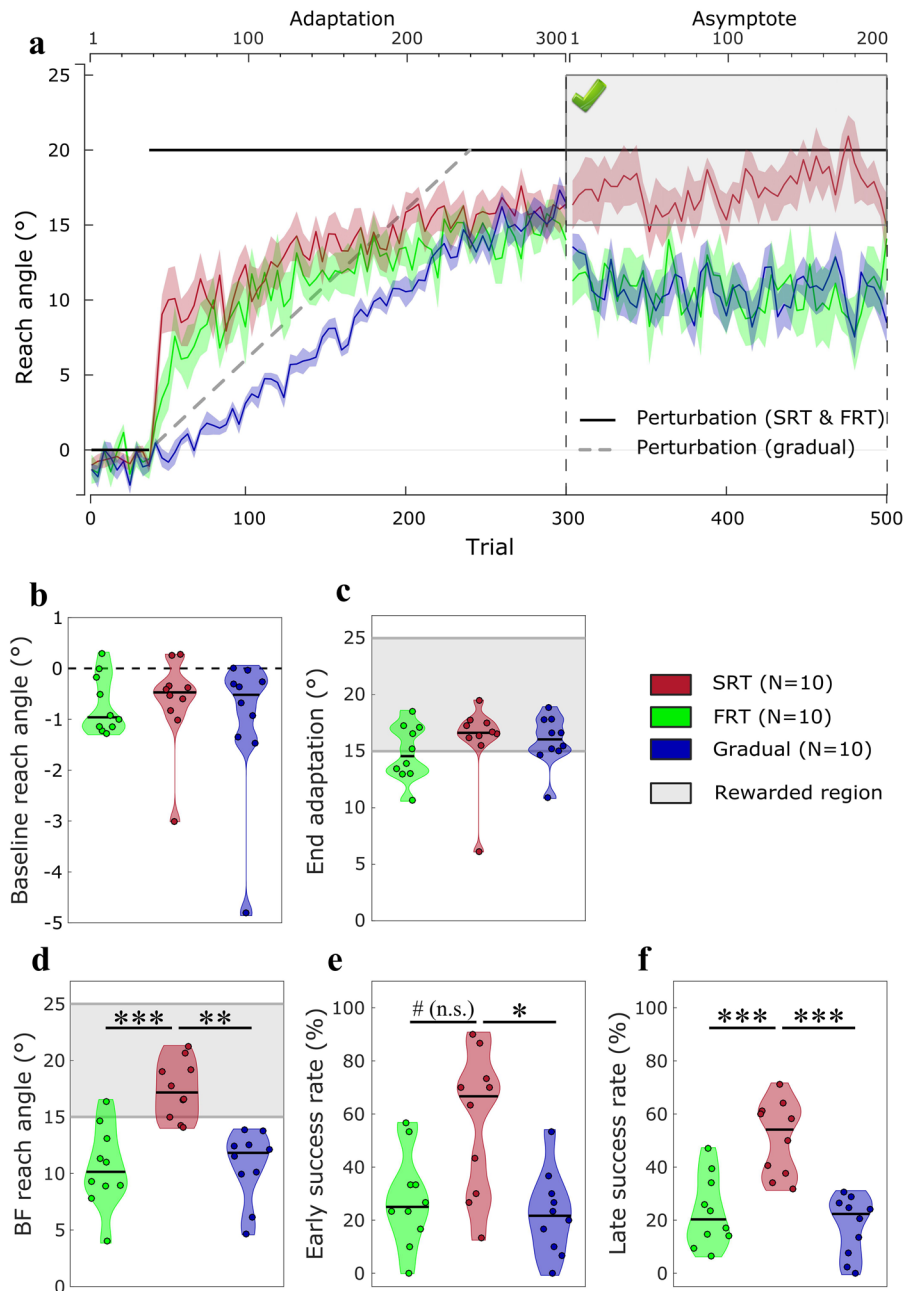 Adaptation
Asymptote
a
1 100 200 300 1 100 200
Reach angle (°)
25
20
15
10
5
0
Perturbation (SRT & FRT)
Perturbation (gradual)
0 100 200 300 400 500
Trial
b
Baseline reach angle (°)
1
0
-1
-2
-3
-4
-5
c
End adaptation (°)
25
20
15
10
5
0
SRT (N=10)
FRT (N=10)
Gradual (N=10)
Rewarded region
d
BF reach angle (°)
25
20
15
10
5
0
*** **
e
Early success rate (%)
100
80
60
40
20
0
# (n.s.) *
f
Late success rate (%)
100
80
60
40
20
0
*** ***